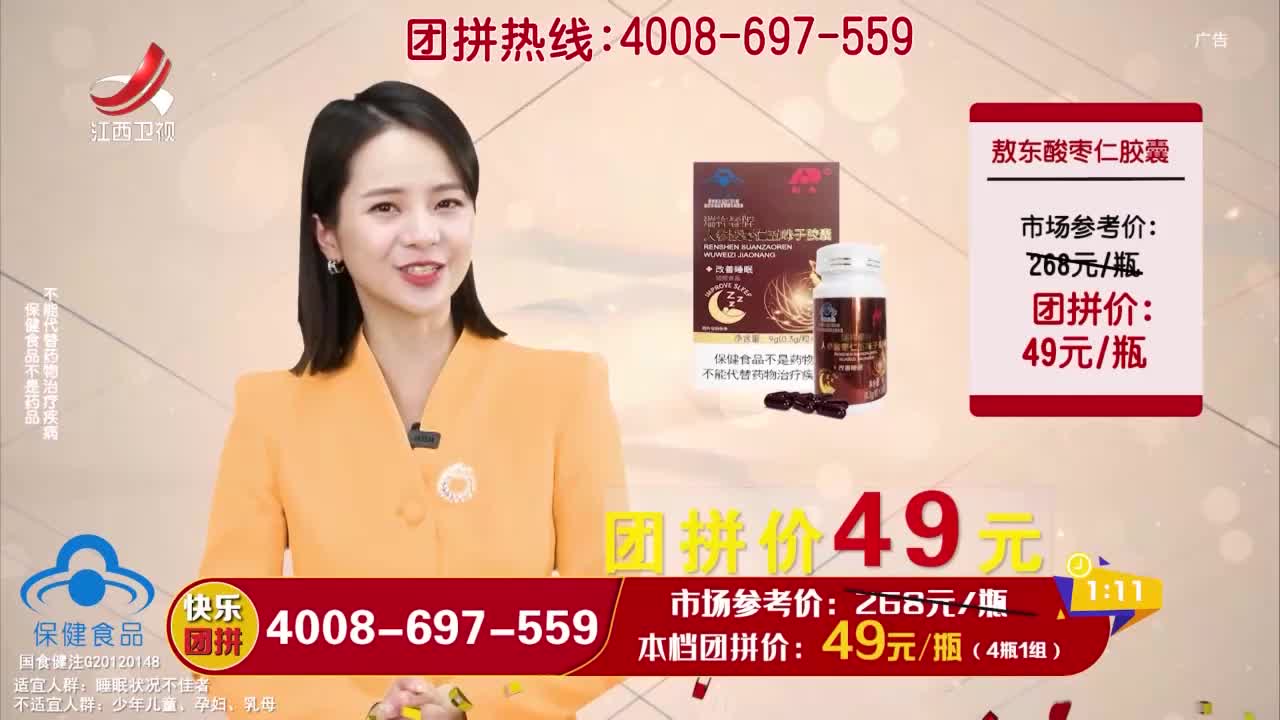 团拼热线:4008-697-559
广告
江西卫视
敖东酸枣仁胶囊
市场参考价:
268元/瓶
团拼价:
49元/瓶
RENSHEN SUANZAOREN
WUWEIZI JIAONANG
改善睡眠
IMPROVE SLEEP
净含量
保健食品不是药物
不能代替药物治疗疾
改善睡眠
不能代替药物治疗疾病
保健食品不是药品
团拼价49元
快乐
团拼
4008-697-559
市场参考价:268元/瓶
本档团拼价:49元/瓶(4瓶1组)
1:11
保健食品
国食健注G20120148
适宜人群:睡眠状况不佳者
不适宜人群:少年儿童、孕妇、乳母